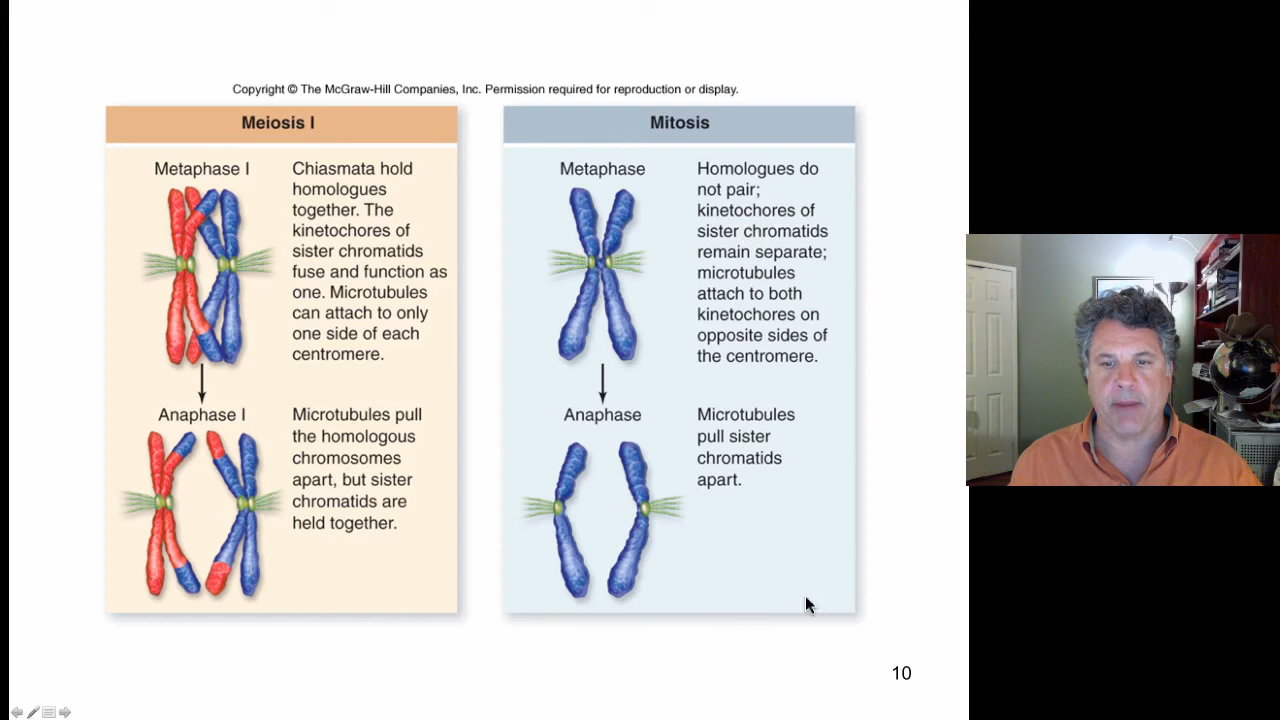 Copyright © The McGraw-Hill Companies, Inc. Permission required for reproduction or display.
Meiosis I
Metaphase I
Chiasmata hold
homologues
together. The
kinetochores of
sister chromatids
fuse and function as
one. Microtubules
can attach to only
one side of each
centromere.
Anaphase I
Microtubules pull
the homologous
chromosomes
apart, but sister
chromatids are
held together.
Mitosis
Metaphase
Homologues do
not pair;
kinetochores of
sister chromatids
remain separate;
microtubules
attach to both
kinetochores on
opposite sides of
the centromere.
Anaphase
Microtubules
pull sister
chromatids
apart.
10